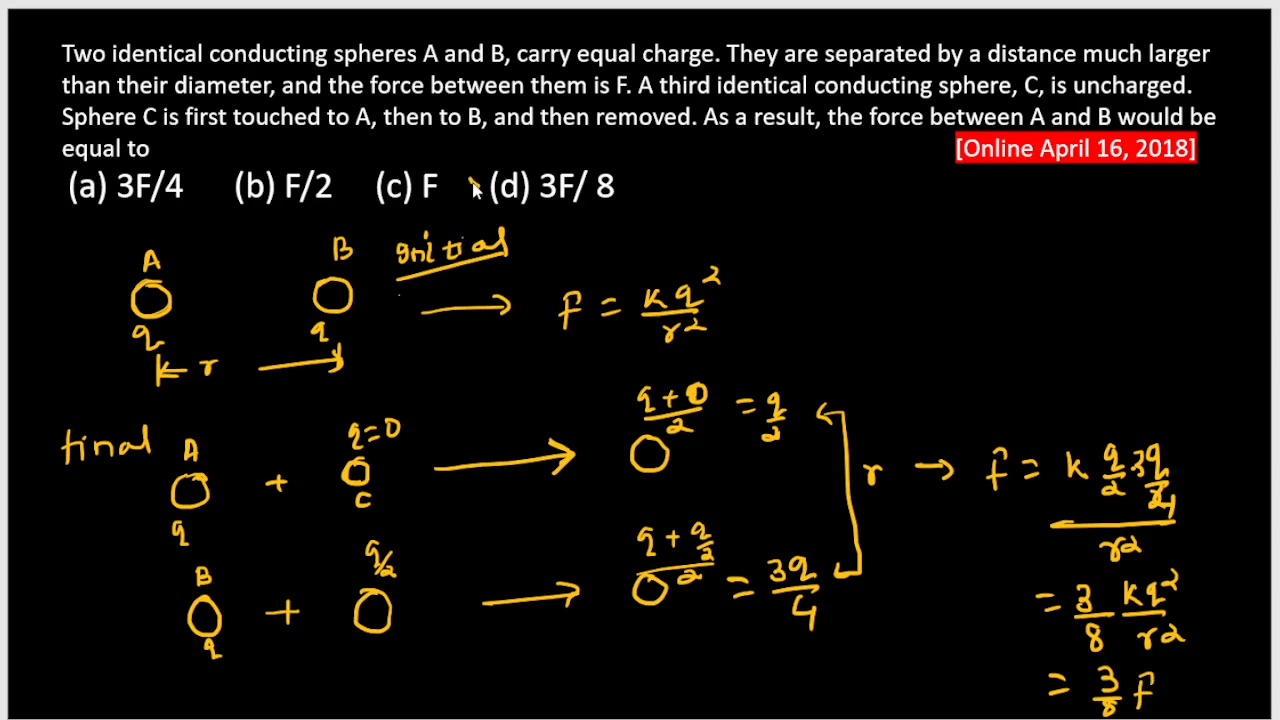 Two identical conducting spheres A and B, carry equal charge. They are separated by a distance much larger
than their diameter, and the force between them is F. A third identical conducting sphere, C, is uncharged.
Sphere C is first touched to A, then to B, and then removed. As a result, the force between A and B would be
equal to [Online April 16, 2018]
(a) 3F/4 (b) F/2 (c) F (d) 3F/ 8
A B Initial
q q → F = kq²/r²
r
final A q + q=0 C → (q+0)/2 = q/2
r → F = k q/2 3q/4 / r²
B q + q/2 → (q+q/2)/2 = 3q/4
= 3/8 kq²/r²
= 3/8 F